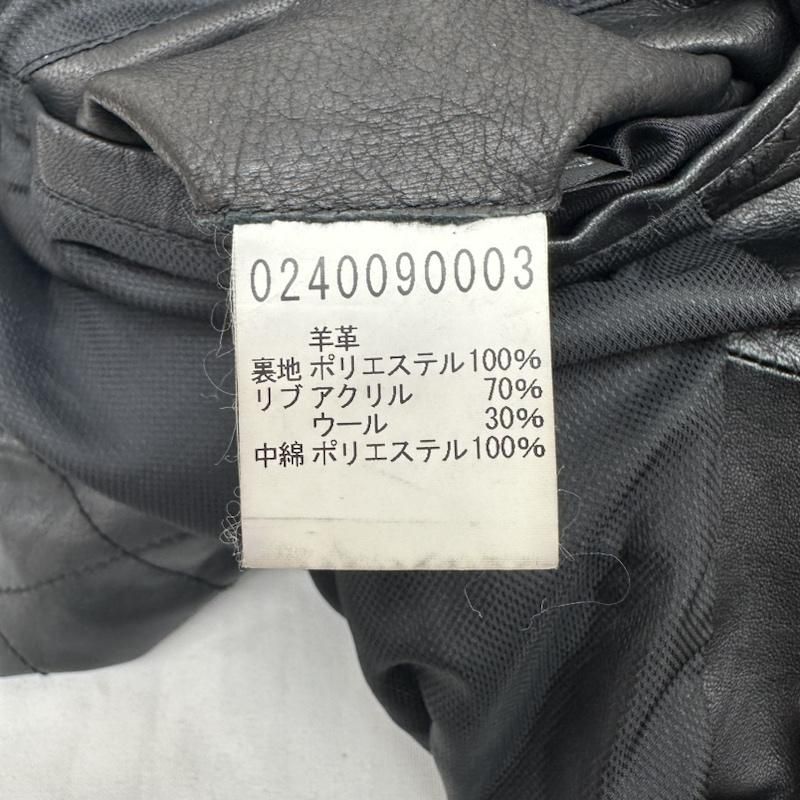 0240090003
羊革
裏地 ポリエステル100%
リブ アクリル 70%
ウール 30%
中綿 ポリエステル100%